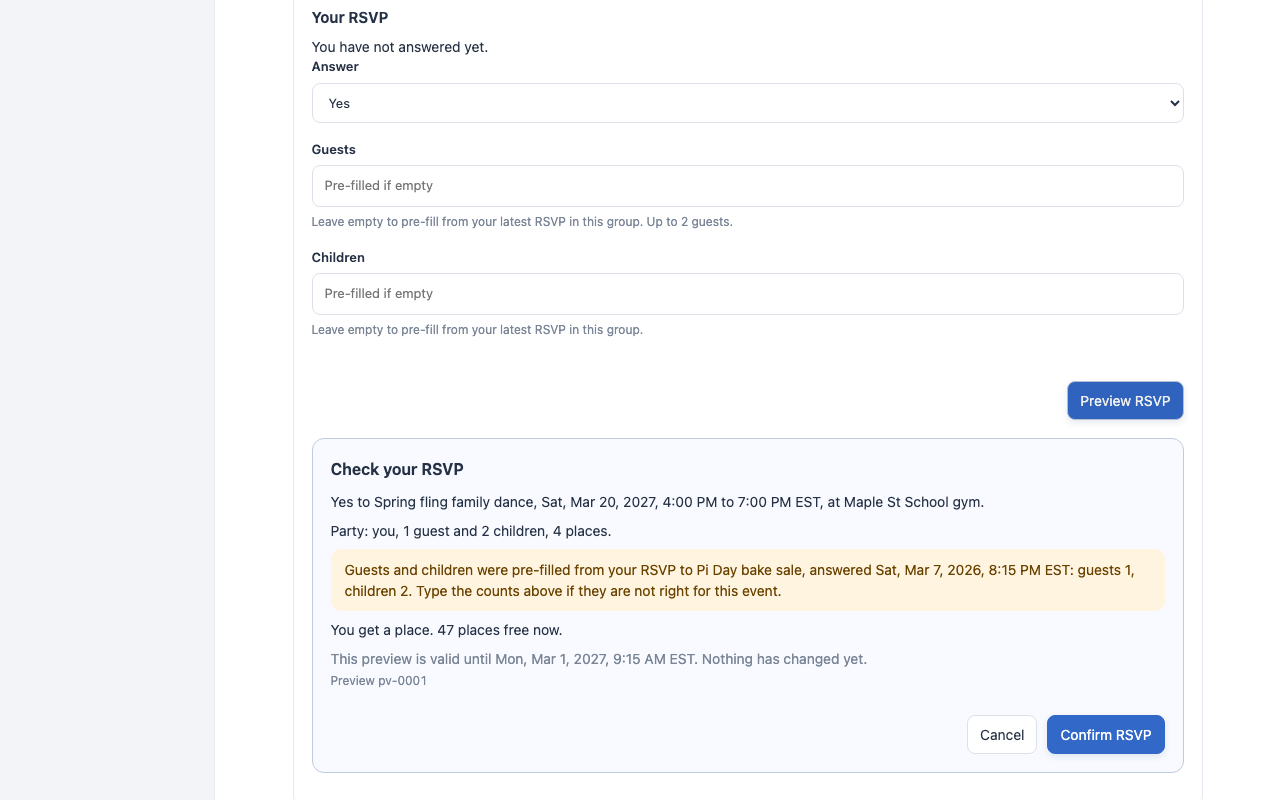 Your RSVP
You have not answered yet.
Answer
Yes
Guests
Pre-filled if empty
Leave empty to pre-fill from your latest RSVP in this group. Up to 2 guests.
Children
Pre-filled if empty
Leave empty to pre-fill from your latest RSVP in this group.
Preview RSVP
Check your RSVP
Yes to Spring fling family dance, Sat, Mar 20, 2027, 4:00 PM to 7:00 PM EST, at Maple St School gym.
Party: you, 1 guest and 2 children, 4 places.
Guests and children were pre-filled from your RSVP to Pi Day bake sale, answered Sat, Mar 7, 2026, 8:15 PM EST: guests 1,
children 2. Type the counts above if they are not right for this event.
You get a place. 47 places free now.
This preview is valid until Mon, Mar 1, 2027, 9:15 AM EST. Nothing has changed yet.
Preview pv-0001
Cancel
Confirm RSVP